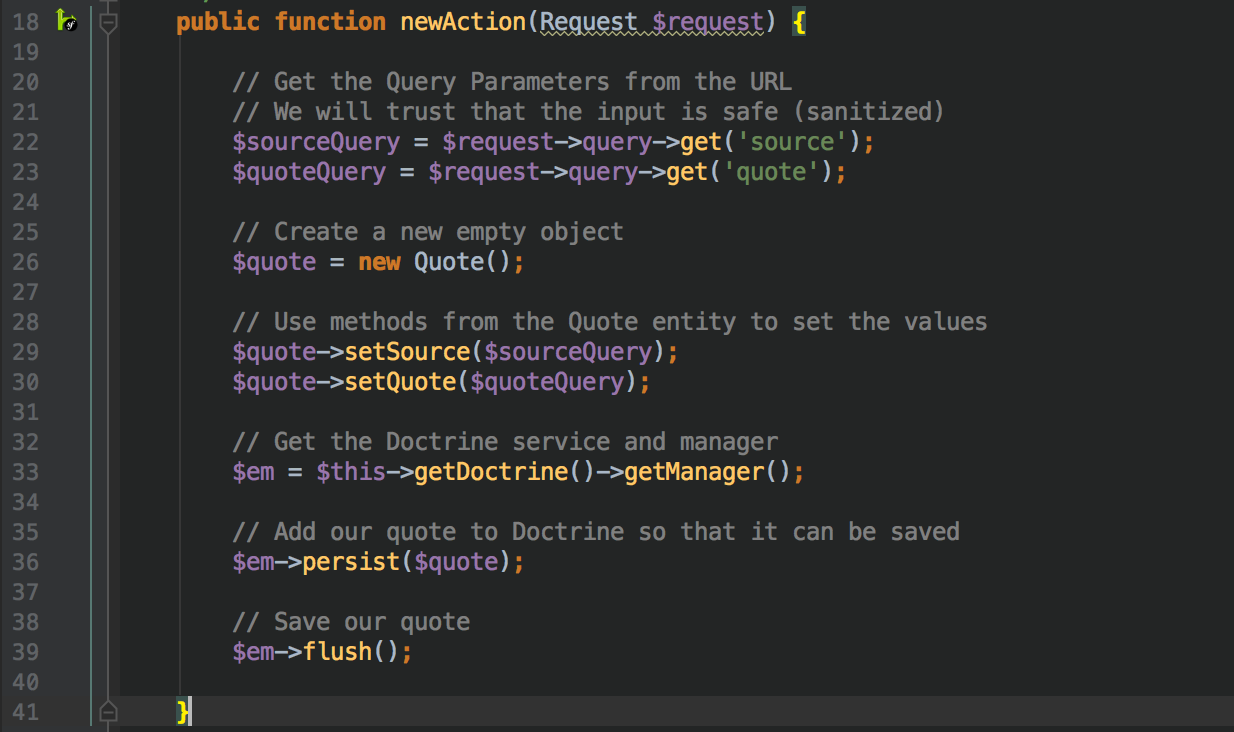 18 public function newAction(Request $request) {
19
20 // Get the Query Parameters from the URL
21 // We will trust that the input is safe (sanitized)
22 $sourceQuery = $request->query->get('source');
23 $quoteQuery = $request->query->get('quote');
24
25 // Create a new empty object
26 $quote = new Quote();
27
28 // Use methods from the Quote entity to set the values
29 $quote->setSource($sourceQuery);
30 $quote->setQuote($quoteQuery);
31
32 // Get the Doctrine service and manager
33 $em = $this->getDoctrine()->getManager();
34
35 // Add our quote to Doctrine so that it can be saved
36 $em->persist($quote);
37
38 // Save our quote
39 $em->flush();
40
41 }